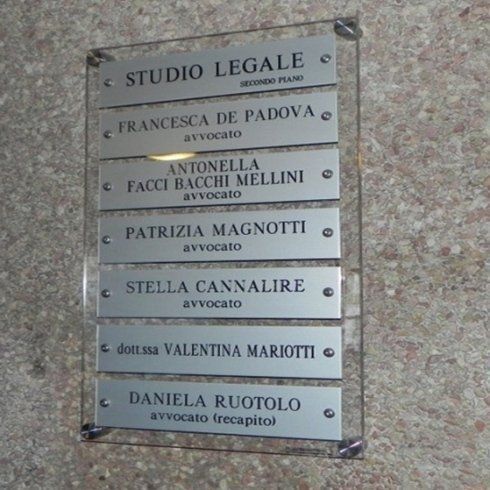 STUDIO LEGALE
SECONDO PIANO
FRANCESCA DE PADOVA
avvocato
ANTONELLA
FACCI BACCHI MELLINI
avvocato
PATRIZIA MAGNOTTI
avvocato
STELLA CANNALIRE
avvocato
dott.ssa VALENTINA MARIOTTI
DANIELA RUOTOLO
avvocato (recapito)